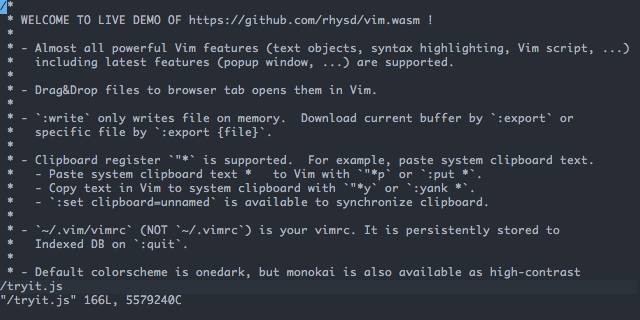 /*
* WELCOME TO LIVE DEMO OF https://github.com/rhysd/vim.wasm !
*
* - Almost all powerful Vim features (text objects, syntax highlighting, Vim script, ...)
*   including latest features (popup window, ...) are supported.
*
* - Drag&Drop files to browser tab opens them in Vim.
*
* - `:write` only writes file on memory.  Download current buffer by `:export` or
*   specific file by `:export {file}`.
*
* - Clipboard register `"*` is supported.  For example, paste system clipboard text.
*   - Paste system clipboard text *   to Vim with `"*p` or `:put *`.
*   - Copy text in Vim to system clipboard with `"*y` or `:yank *`.
*   - `:set clipboard=unnamed` is available to synchronize clipboard.
*
* - `~/.vim/vimrc` (NOT `~/.vimrc`) is your vimrc. It is persistently stored to
*   Indexed DB on `:quit`.
*
* - Default colorscheme is onedark, but monokai is also available as high-contrast
/tryit.js
"/tryit.js" 166L, 5579240C